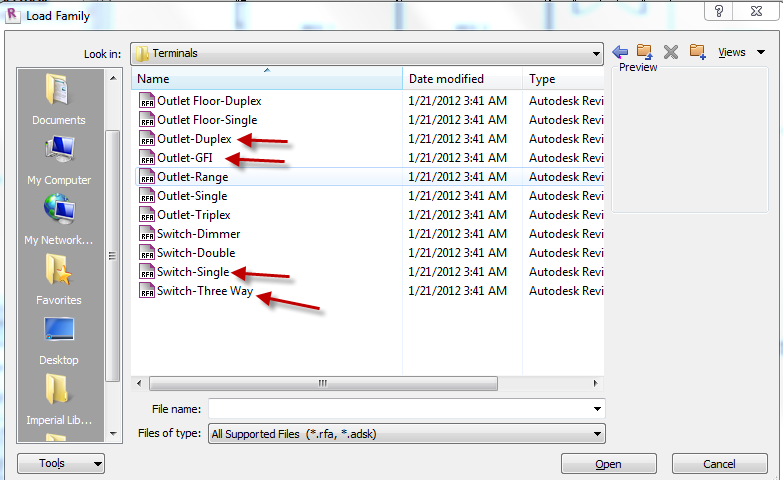 Load Family
Look in: Terminals
Views
Preview
Name Date modified Type
Outlet Floor-Duplex 1/21/2012 3:41 AM Autodesk Revi
Outlet Floor-Single 1/21/2012 3:41 AM Autodesk Revi
Outlet-Duplex 1/21/2012 3:41 AM Autodesk Revi
Outlet-GFI 1/21/2012 3:41 AM Autodesk Revi
Outlet-Range 1/21/2012 3:41 AM Autodesk Revi
Outlet-Single 1/21/2012 3:41 AM Autodesk Revi
Outlet-Triplex 1/21/2012 3:41 AM Autodesk Revi
Switch-Dimmer 1/21/2012 3:41 AM Autodesk Revi
Switch-Double 1/21/2012 3:41 AM Autodesk Revi
Switch-Single 1/21/2012 3:41 AM Autodesk Revi
Switch-Three Way 1/21/2012 3:41 AM Autodesk Revi
Documents
My Computer
My Network...
Favorites
Desktop
Imperial Lib...
File name:
Files of type: All Supported Files (*.rfa, *.adsk)
Tools Open Cancel